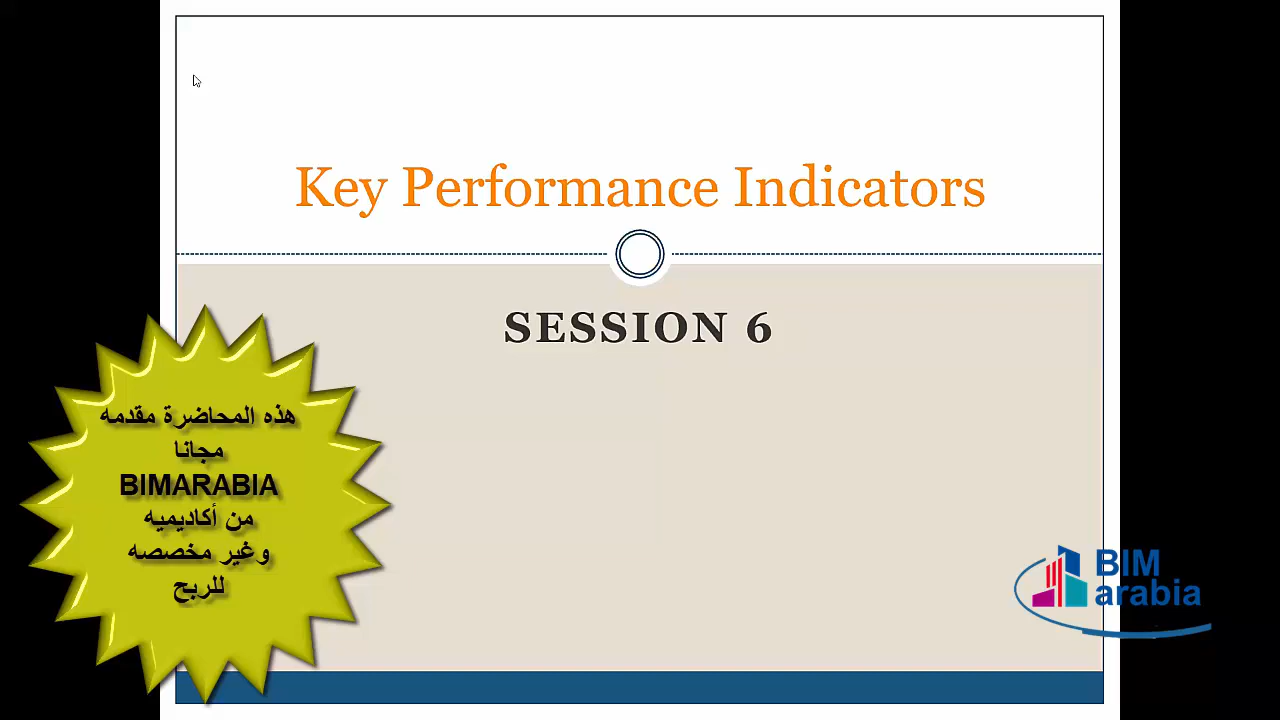 Key Performance Indicators
SESSION 6
هذه المحاضرة مقدمه
مجانا
BIMARABIA
من أكاديميه
وغير مخصصه
للربح
BIM
arabia